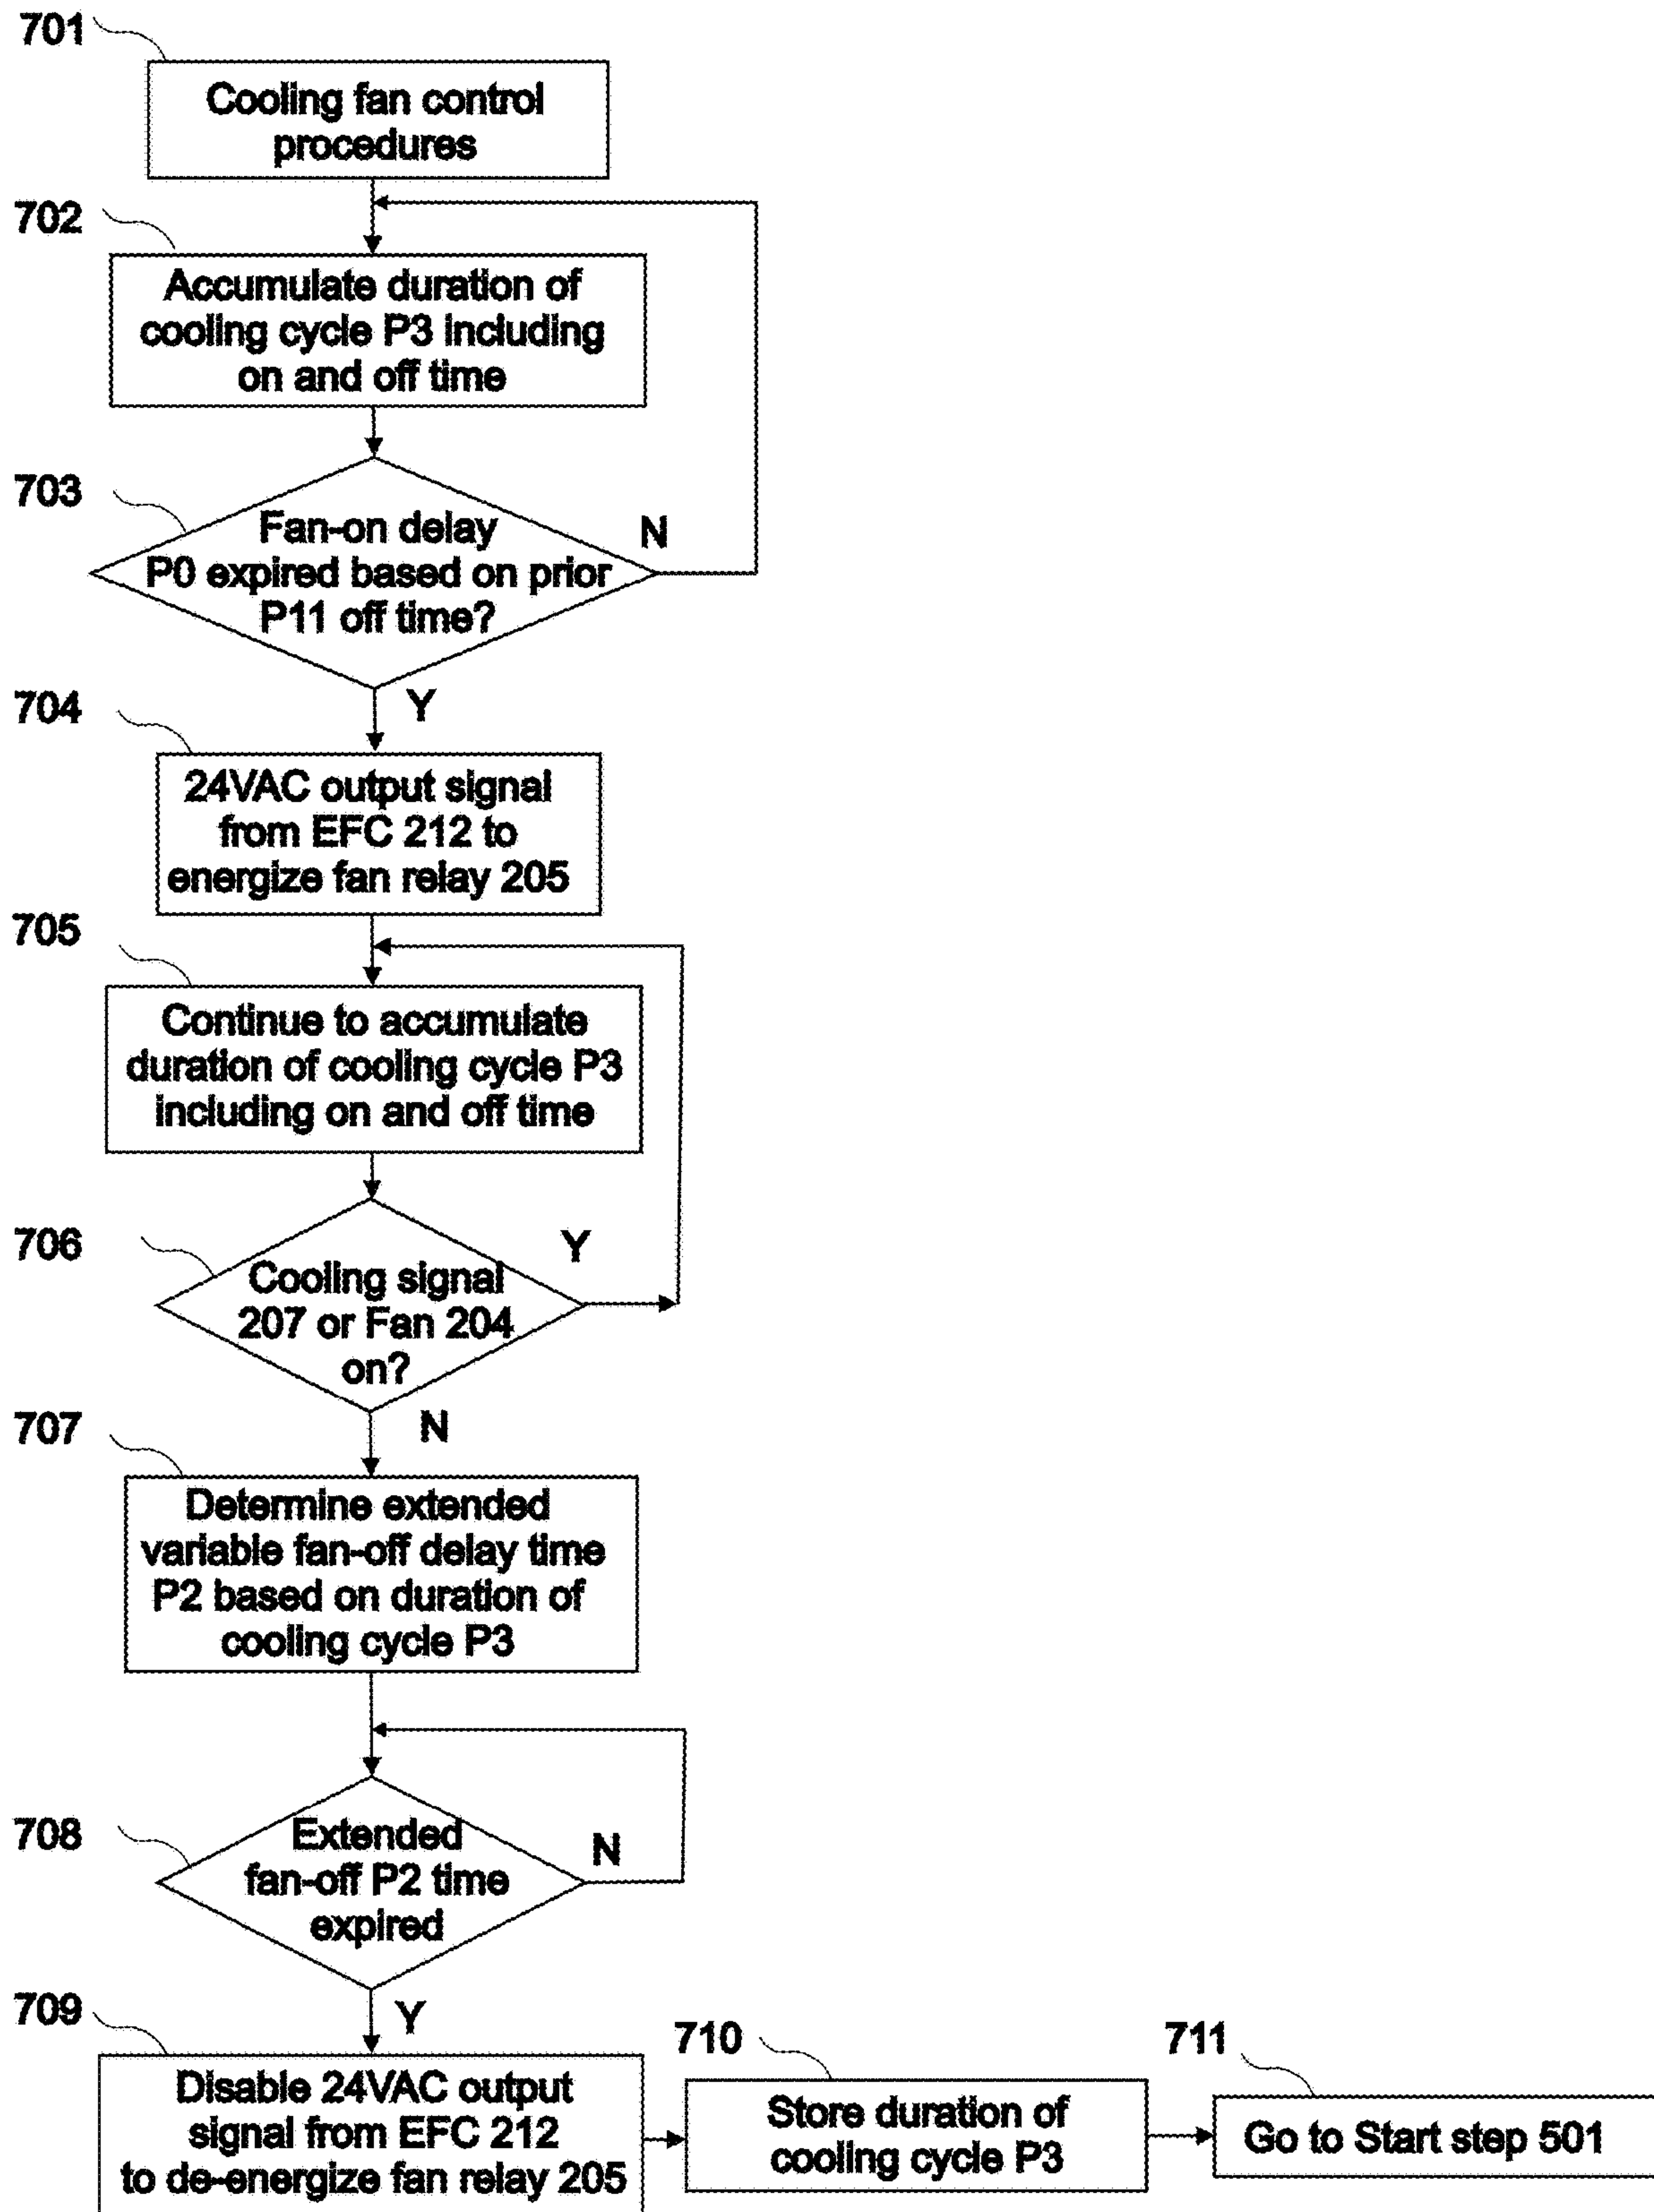 701
Cooling fan control
procedures
702
Accumulate duration of
cooling cycle P3 including
on and off time
703
Fan-on delay
P0 expired based on prior
P11 off time?
N
Y
704
24VAC output signal
from EFC 212 to
energize fan relay 205
705
Continue to accumulate
duration of cooling cycle P3
including on and off time
706
Cooling signal
207 or Fan 204
on?
Y
N
707
Determine extended
variable fan-off delay time
P2 based on duration of
cooling cycle P3
708
Extended
fan-off P2 time
expired
N
Y
709
Disable 24VAC output
signal from EFC 212
to de-energize fan relay 205
710
Store duration of
cooling cycle P3
711
Go to Start step 501